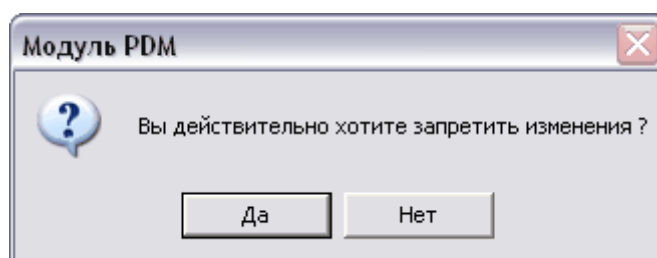 Модуль PDM
Вы действительно хотите запретить изменения ?
Да
Нет